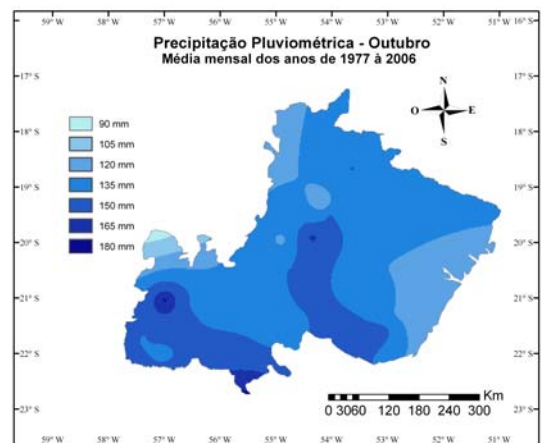 59° W 58° W 57° W 56° W 55° W 54° W 53° W 52° W 51° W 16° S
Precipitação Pluviométrica - Outubro
Média mensal dos anos de 1977 à 2006
17° S 17° S
N
O E
S
90 mm
105 mm
120 mm
135 mm
150 mm
165 mm
180 mm
18° S 18° S
19° S 19° S
20° S 20° S
21° S 21° S
22° S 22° S
Km
0 30 60 120 180 240 300
23° S 23° S
59° W 58° W 57° W 56° W 55° W 54° W 53° W 52° W 51° W